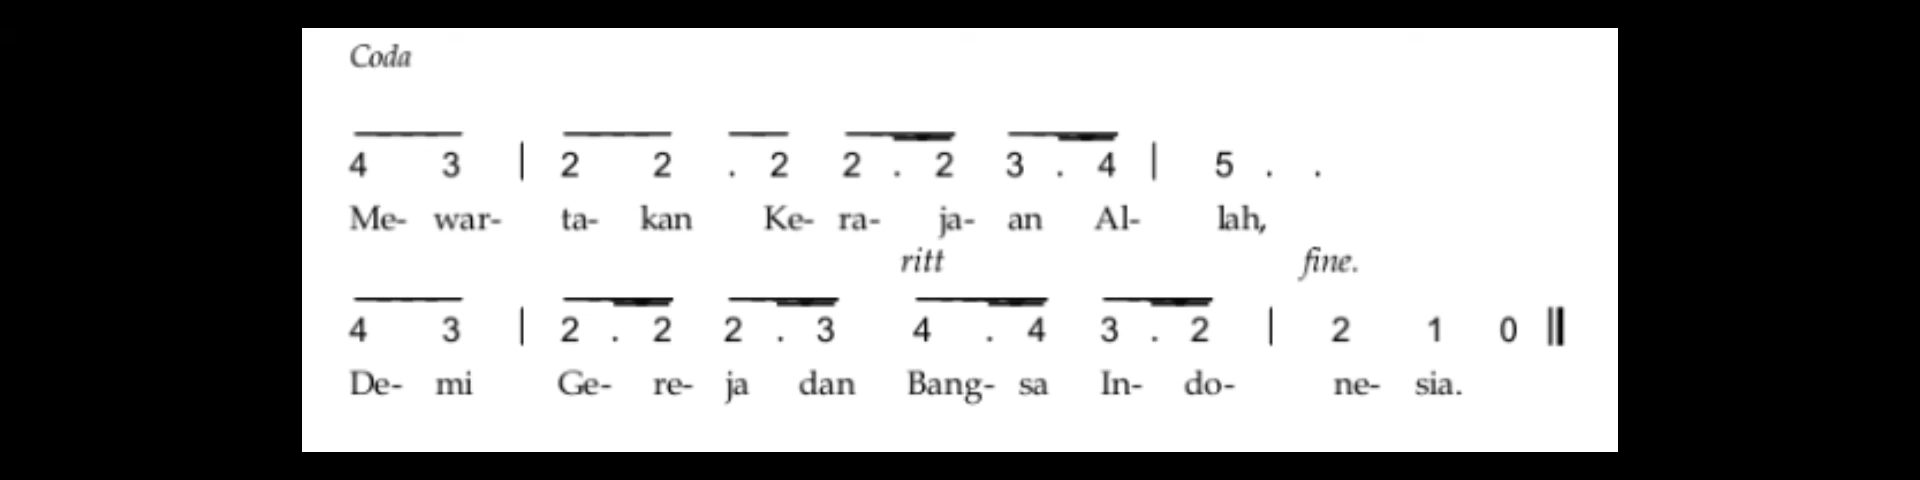 Coda
4 3 | 2 2 . 2 2 . 2 3 . 4 | 5 . .
Me- war- ta- kan Ke- ra- ja- an Al- lah,
ritt fine.
4 3 | 2 . 2 2 . 3 4 . 4 3 . 2 | 2 1 0 ||
De- mi Ge- re- ja dan Bang- sa In- do- ne- sia.